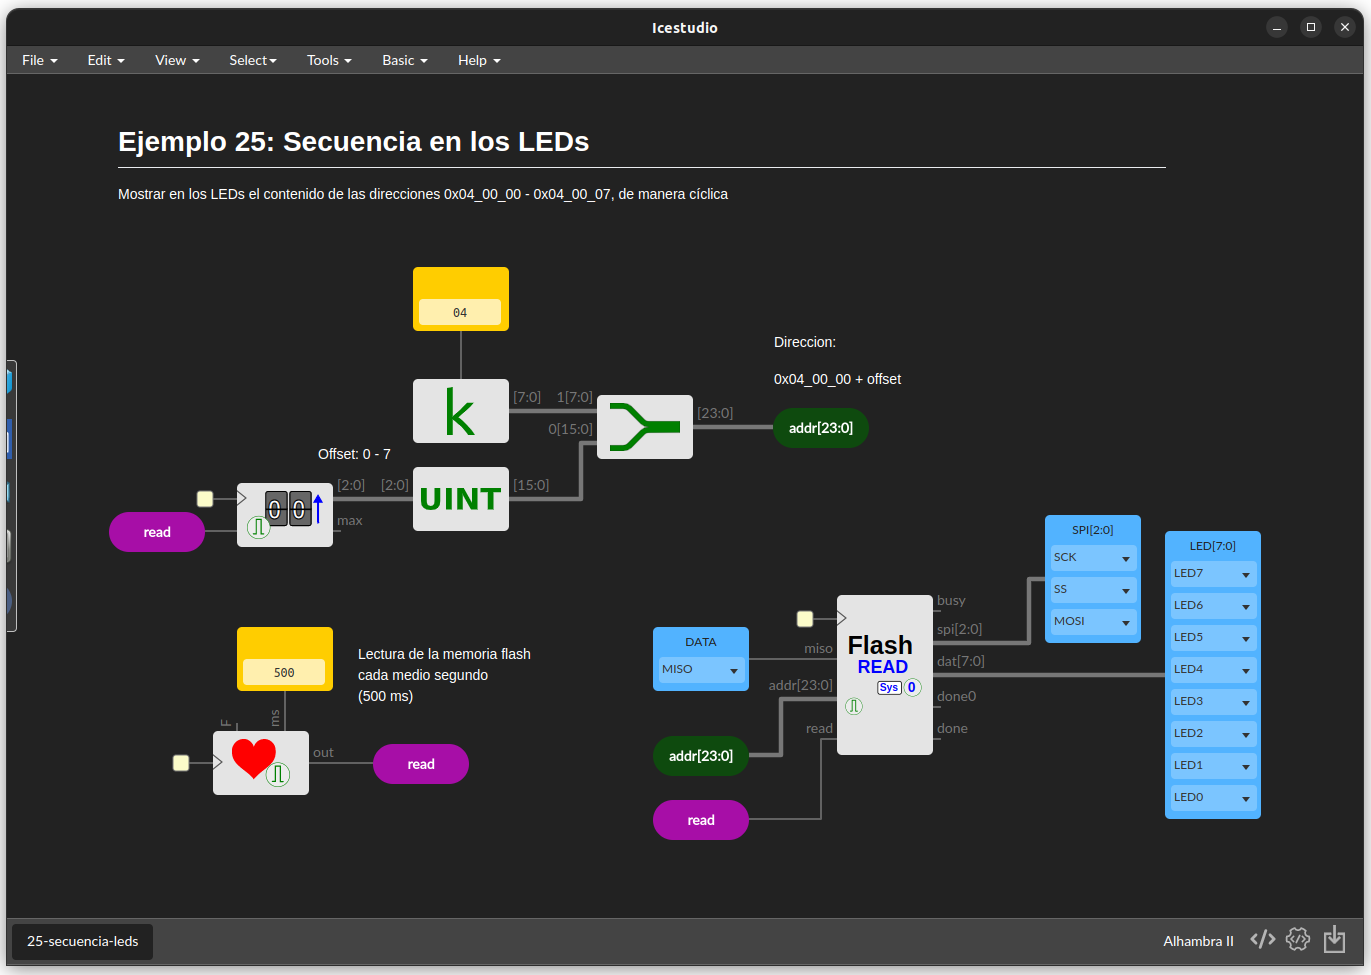 Icestudio
File Edit View Select Tools Basic Help
Ejemplo 25: Secuencia en los LEDs
Mostrar en los LEDs el contenido de las direcciones 0x04_00_00 - 0x04_00_07, de manera cíclica
04
k
[7:0] 1[7:0]
0[15:0]
[23:0]
Direccion:
0x04_00_00 + offset
addr[23:0]
Offset: 0 - 7
read
00
[2:0] [2:0]
max
UINT
[15:0]
500
Lectura de la memoria flash
cada medio segundo
(500 ms)
F
ms
out
read
DATA
MISO
miso
addr[23:0]
read
addr[23:0]
read
Flash
READ
Sys 0
busy
spi[2:0]
dat[7:0]
done0
done
SPI[2:0]
SCK
SS
MOSI
LED[7:0]
LED7
LED6
LED5
LED4
LED3
LED2
LED1
LED0
25-secuencia-leds
Alhambra II